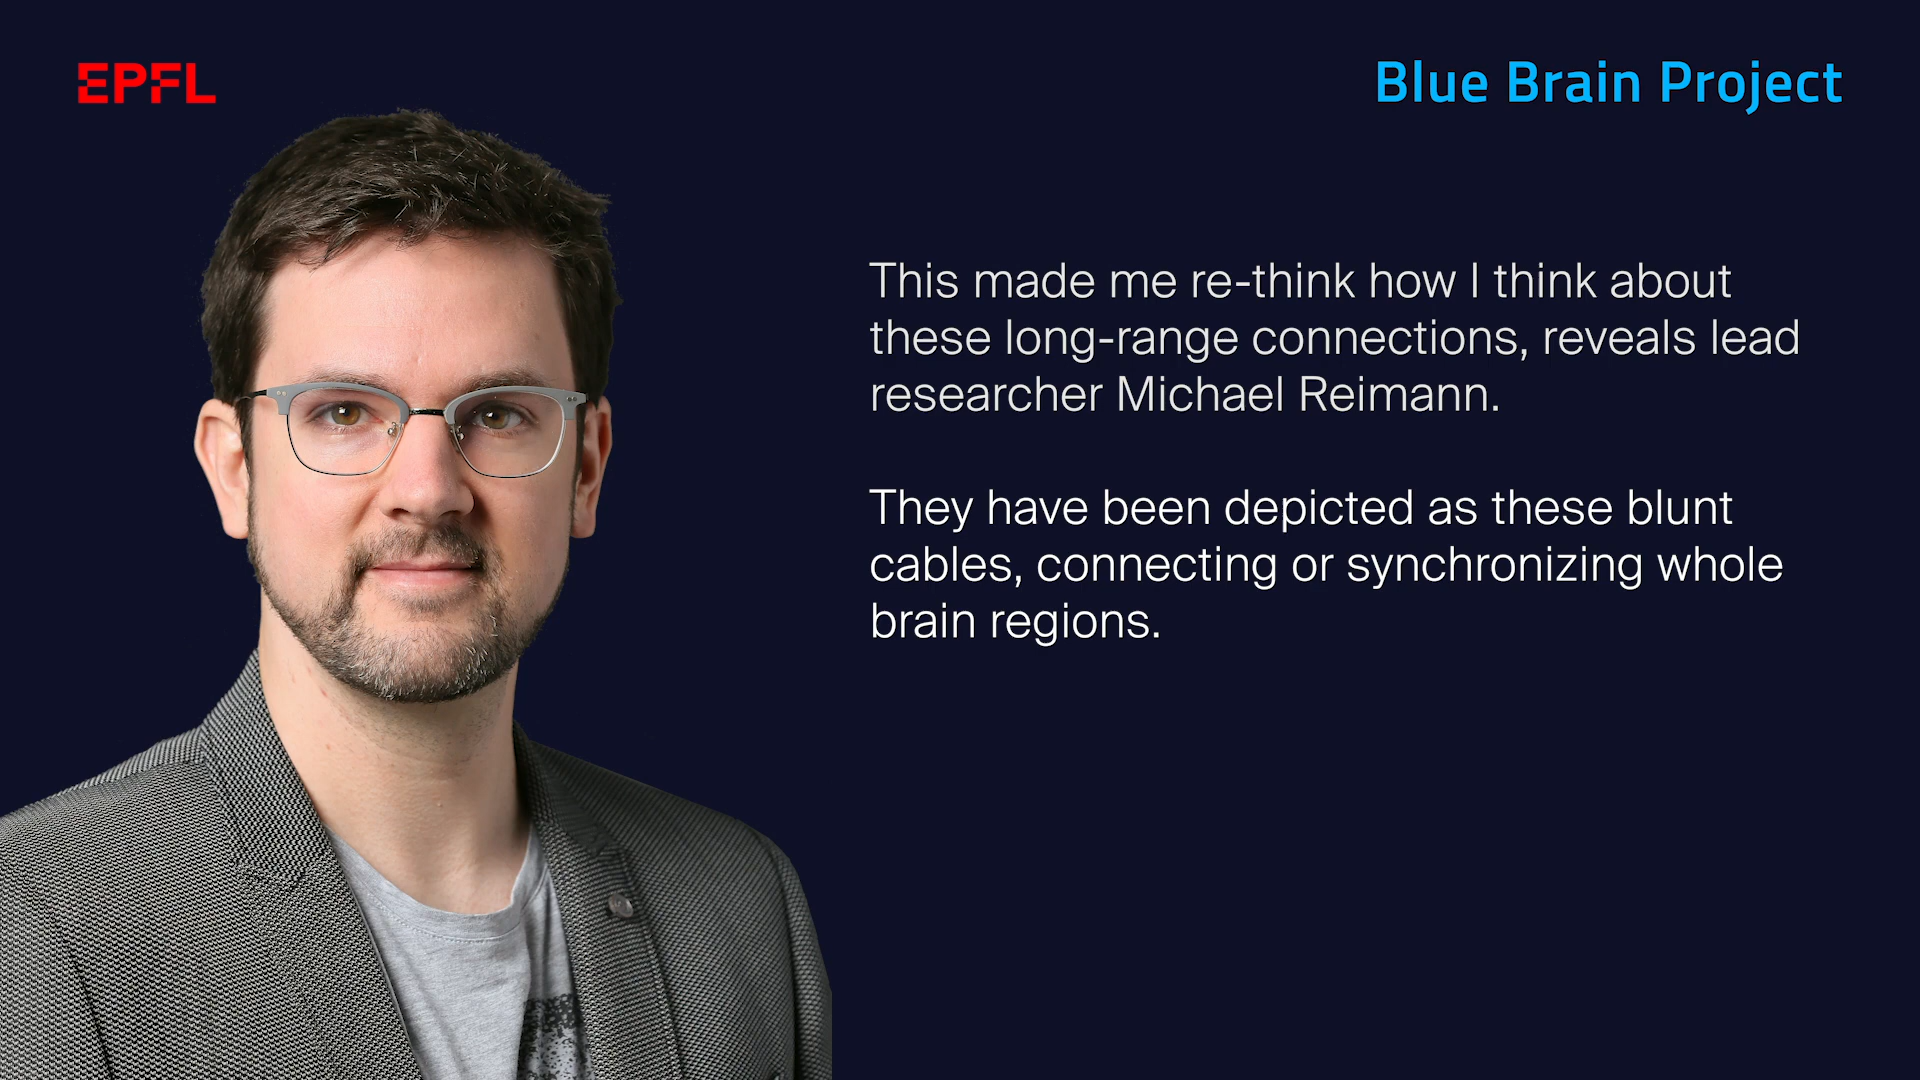 EPFL
Blue Brain Project
This made me re-think how I think about
these long-range connections, reveals lead
researcher Michael Reimann.
They have been depicted as these blunt
cables, connecting or synchronizing whole
brain regions.